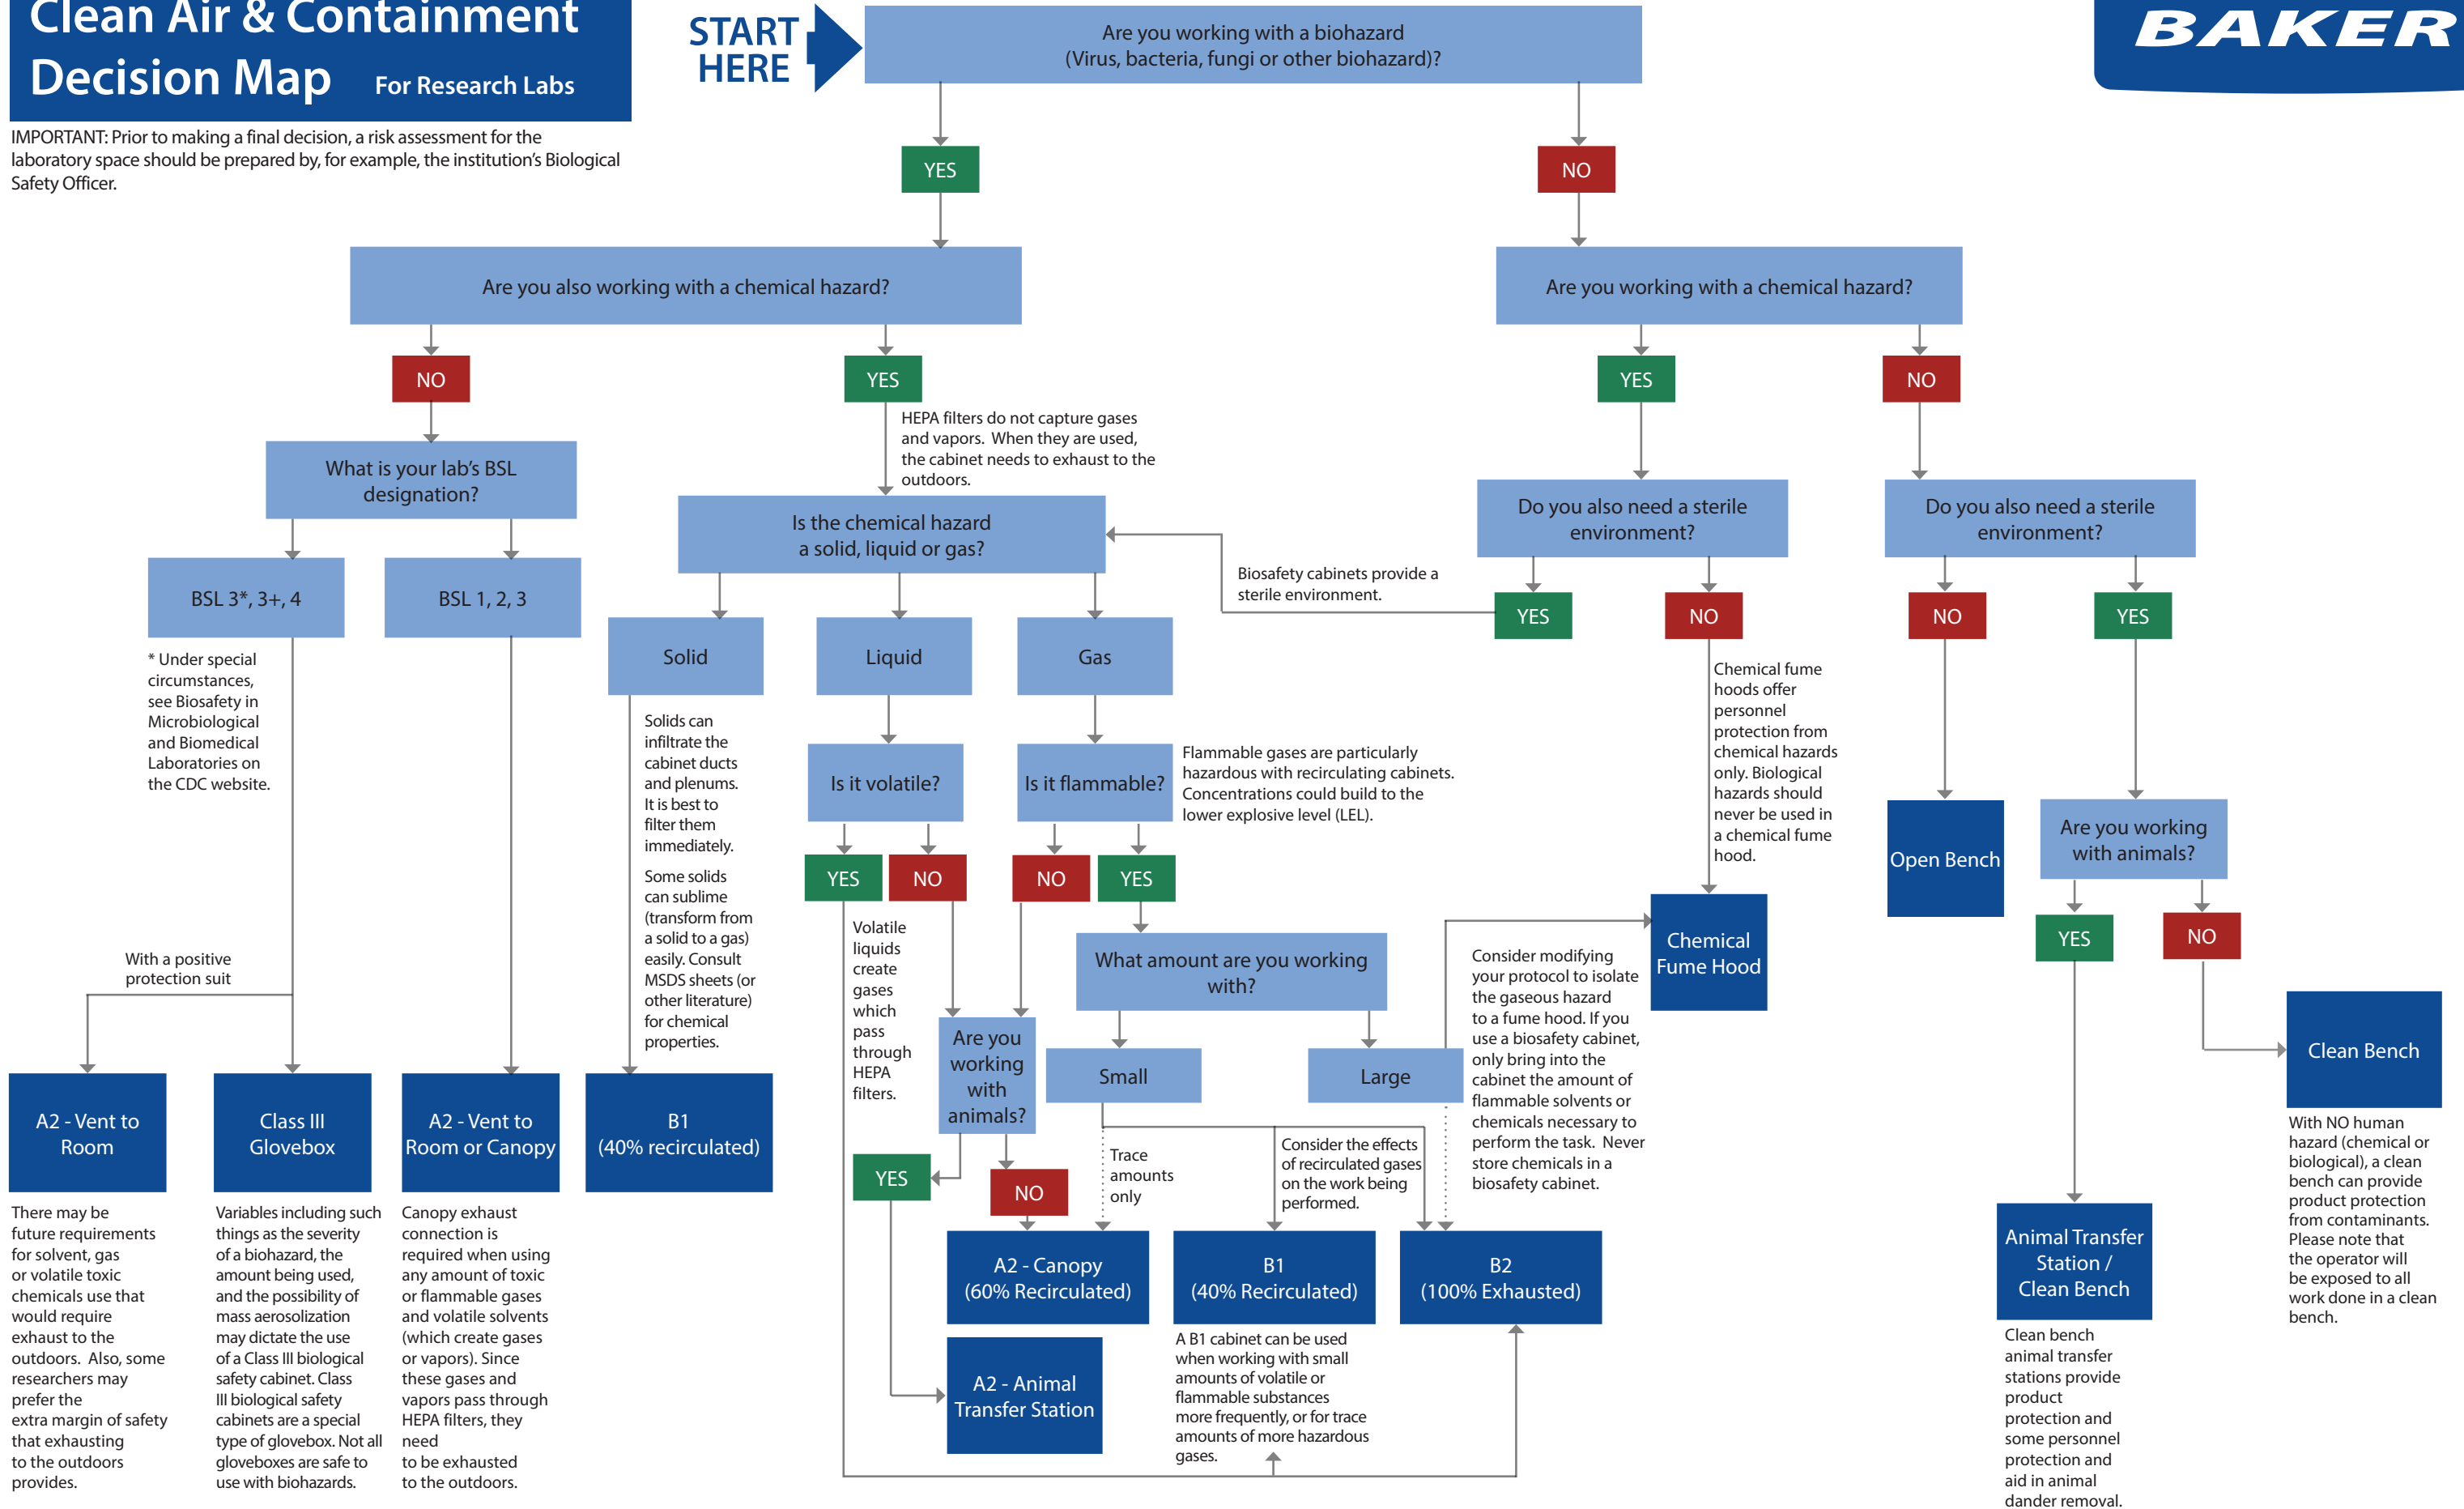 Clean Air & Containment
Decision Map For Research Labs
IMPORTANT: Prior to making a final decision, a risk assessment for the
laboratory space should be prepared by, for example, the institution's Biological
Safety Officer.
START
HERE
BAKER
Are you working with a biohazard
(Virus, bacteria, fungi or other biohazard)?
YES
NO
Are you also working with a chemical hazard?
Are you working with a chemical hazard?
NO
YES
YES
NO
HEPA filters do not capture gases
and vapors. When they are used,
the cabinet needs to exhaust to the
outdoors.
What is your lab's BSL
designation?
Is the chemical hazard
a solid, liquid or gas?
Do you also need a sterile
environment?
Do you also need a sterile
environment?
Biosafety cabinets provide a
sterile environment.
BSL 3*, 3+, 4
BSL 1, 2, 3
YES
NO
NO
YES
* Under special
circumstances,
see Biosafety in
Microbiological
and Biomedical
Laboratories on
the CDC website.
Solid
Liquid
Gas
Solids can
infiltrate the
cabinet ducts
and plenums.
It is best to
filter them
immediately.
Some solids
can sublime
(transform from
a solid to a gas)
easily. Consult
MSDS sheets (or
other literature)
for chemical
properties.
Is it volatile?
Is it flammable?
Flammable gases are particularly
hazardous with recirculating cabinets.
Concentrations could build to the
lower explosive level (LEL).
Chemical fume
hoods offer
personnel
protection from
chemical hazards
only. Biological
hazards should
never be used in
a chemical fume
hood.
Open Bench
Are you working
with animals?
YES
NO
NO
YES
YES
NO
Volatile
liquids
create
gases
which
pass
through
HEPA
filters.
What amount are you working
with?
Chemical
Fume Hood
Consider modifying
your protocol to isolate
the gaseous hazard
to a fume hood. If you
use a biosafety cabinet,
only bring into the
cabinet the amount of
flammable solvents or
chemicals necessary to
perform the task. Never
store chemicals in a
biosafety cabinet.
With a positive
protection suit
Are you
working
with
animals?
Small
Large
Clean Bench
A2 - Vent to
Room
Class III
Glovebox
A2 - Vent to
Room or Canopy
B1
(40% recirculated)
YES
NO
Trace
amounts
only
Consider the effects
of recirculated gases
on the work being
performed.
With NO human
hazard (chemical or
biological), a clean
bench can provide
product protection
from contaminants.
Please note that
the operator will
be exposed to all
work done in a clean
bench.
There may be
future requirements
for solvent, gas
or volatile toxic
chemicals use that
would require
exhaust to the
outdoors. Also, some
researchers may
prefer the
extra margin of safety
that exhausting
to the outdoors
provides.
Variables including such
things as the severity
of a biohazard, the
amount being used,
and the possibility of
mass aerosolization
may dictate the use
of a Class III biological
safety cabinet. Class
III biological safety
cabinets are a special
type of glovebox. Not all
gloveboxes are safe to
use with biohazards.
Canopy exhaust
connection is
required when using
any amount of toxic
or flammable gases
and volatile solvents
(which create gases
or vapors). Since
these gases and
vapors pass through
HEPA filters, they
need
to be exhausted
to the outdoors.
A2 - Canopy
(60% Recirculated)
B1
(40% Recirculated)
B2
(100% Exhausted)
Animal Transfer
Station /
Clean Bench
A2 - Animal
Transfer Station
A B1 cabinet can be used
when working with small
amounts of volatile or
flammable substances
more frequently, or for trace
amounts of more hazardous
gases.
Clean bench
animal transfer
stations provide
product
protection and
some personnel
protection and
aid in animal
dander removal.